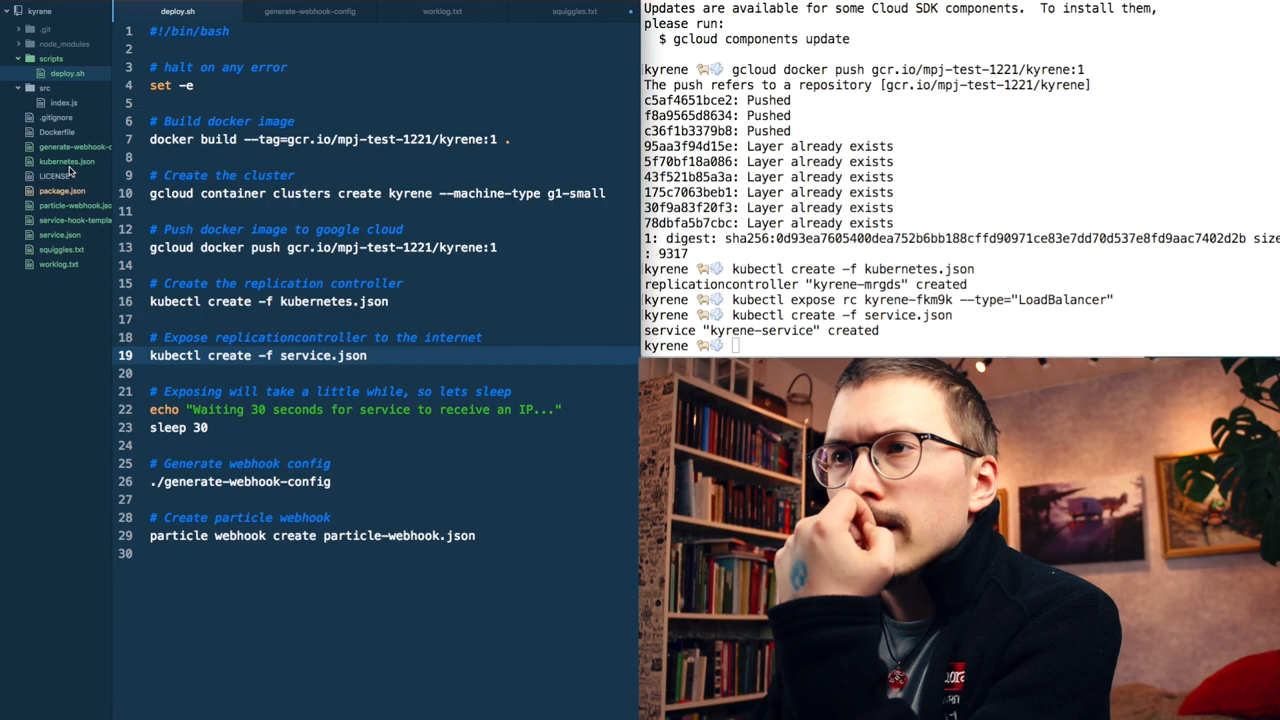 kyrene
.git
node_modules
scripts
deploy.sh
src
index.js
.gitignore
Dockerfile
generate-webhook-c
kubernetes.json
LICENSE
package.json
particle-webhook.jsc
service-hook-templa
service.json
squiggles.txt
worklog.txt
deploy.sh
generate-webhook-config
worklog.txt
squiggles.txt
1 #!/bin/bash
2
3 # halt on any error
4 set -e
5
6 # Build docker image
7 docker build --tag=gcr.io/mpj-test-1221/kyrene:1 .
8
9 # Create the cluster
10 gcloud container clusters create kyrene --machine-type g1-small
11
12 # Push docker image to google cloud
13 gcloud docker push gcr.io/mpj-test-1221/kyrene:1
14
15 # Create the replication controller
16 kubectl create -f kubernetes.json
17
18 # Expose replicationcontroller to the internet
19 kubectl create -f service.json
20
21 # Exposing will take a little while, so lets sleep
22 echo "Waiting 30 seconds for service to receive an IP..."
23 sleep 30
24
25 # Generate webhook config
26 ./generate-webhook-config
27
28 # Create particle webhook
29 particle webhook create particle-webhook.json
30
Updates are available for some Cloud SDK components.  To install them,
please run:
$ gcloud components update
kyrene 🐑💨 gcloud docker push gcr.io/mpj-test-1221/kyrene:1
The push refers to a repository [gcr.io/mpj-test-1221/kyrene]
c5af4651bce2: Pushed
f8a9565d8634: Pushed
c36f1b3379b8: Pushed
95aa3f94d15e: Layer already exists
5f70bf18a086: Layer already exists
43f521b85a3a: Layer already exists
175c7063beb1: Layer already exists
30f9a83f20f3: Layer already exists
78dbfa5b7cbc: Layer already exists
1: digest: sha256:0d93ea7605400dea752b6bb188cffd90971ce83e7dd70d537e8fd9aac7402d2b size
: 9317
kyrene 🐑💨 kubectl create -f kubernetes.json
replicationcontroller "kyrene-mrgds" created
kyrene 🐑💨 kubectl expose rc kyrene-fkm9k --type="LoadBalancer"
kyrene 🐑💨 kubectl create -f service.json
service "kyrene-service" created
kyrene 🐑💨